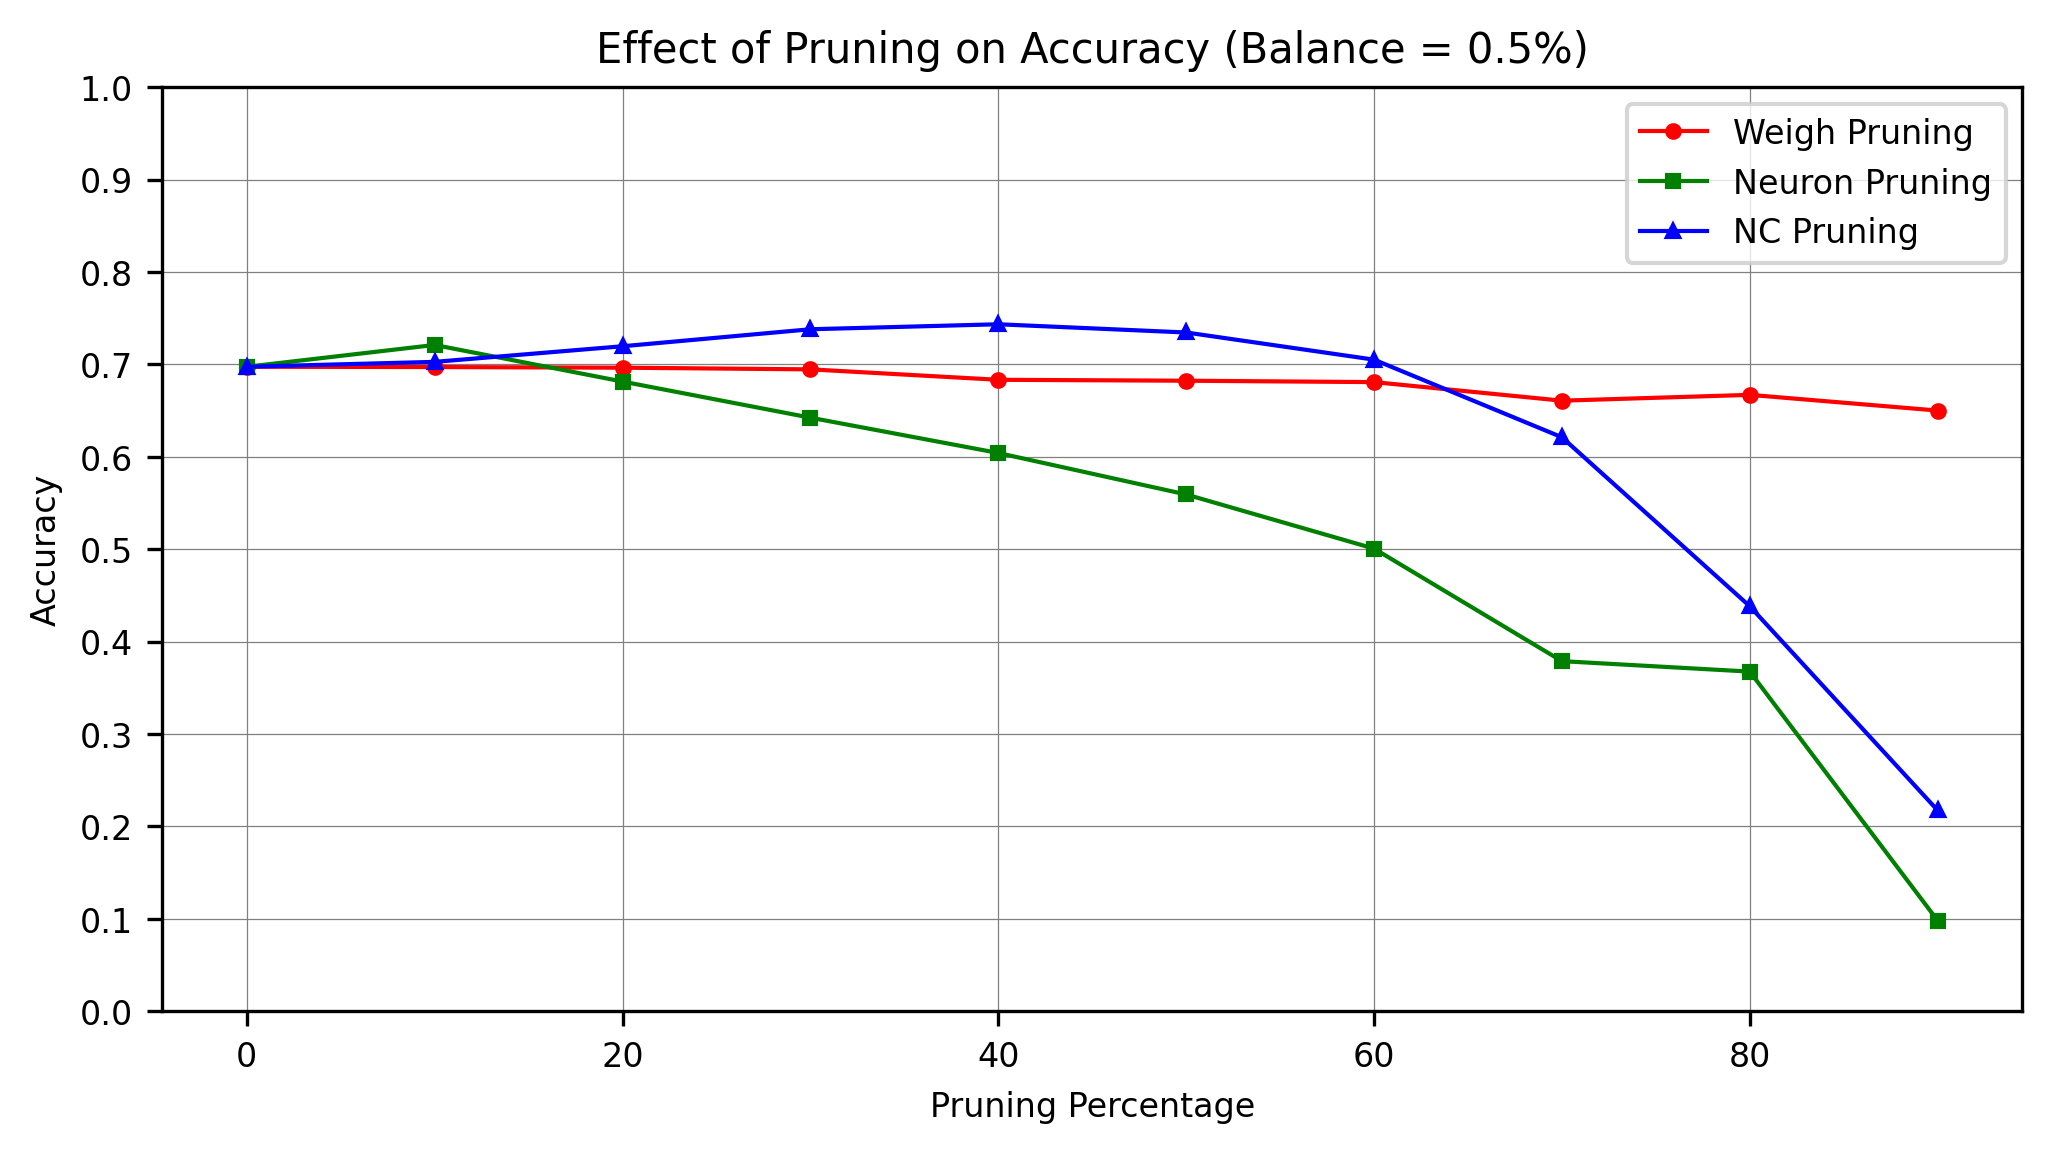 Effect of Pruning on Accuracy (Balance = 0.5%)
1.0
0.9
0.8
0.7
0.6
0.5
0.4
0.3
0.2
0.1
0.0
Accuracy
Weigh Pruning
Neuron Pruning
NC Pruning
0 20 40 60 80
Pruning Percentage